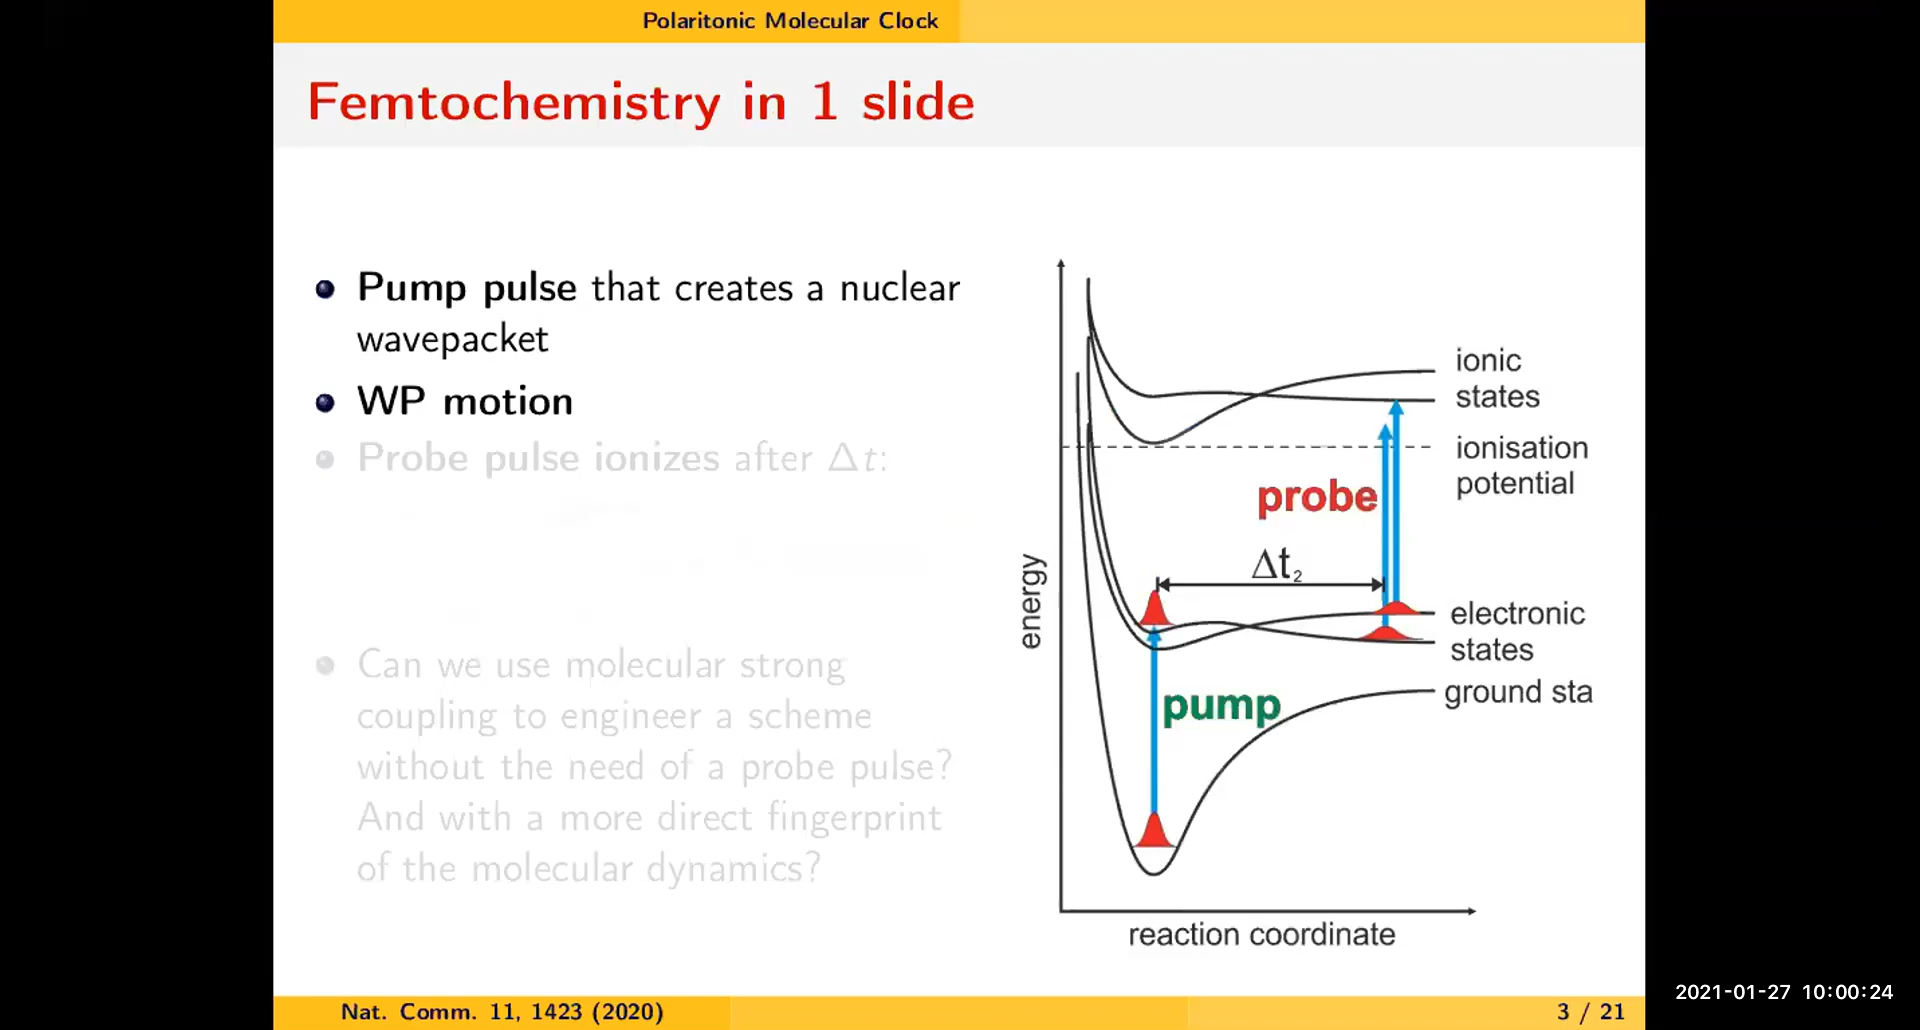 Polaritonic Molecular Clock
Femtochemistry in 1 slide
Pump pulse that creates a nuclear
wavepacket
WP motion
Probe pulse ionizes after Δt:
Can we use molecular strong
coupling to engineer a scheme
without the need of a probe pulse?
And with a more direct fingerprint
of the molecular dynamics?
ionic
states
ionisation
potential
probe
Δt₂
energy
electronic
states
ground sta
pump
reaction coordinate
Nat. Comm. 11, 1423 (2020)
3 / 21
2021-01-27 10:00:24